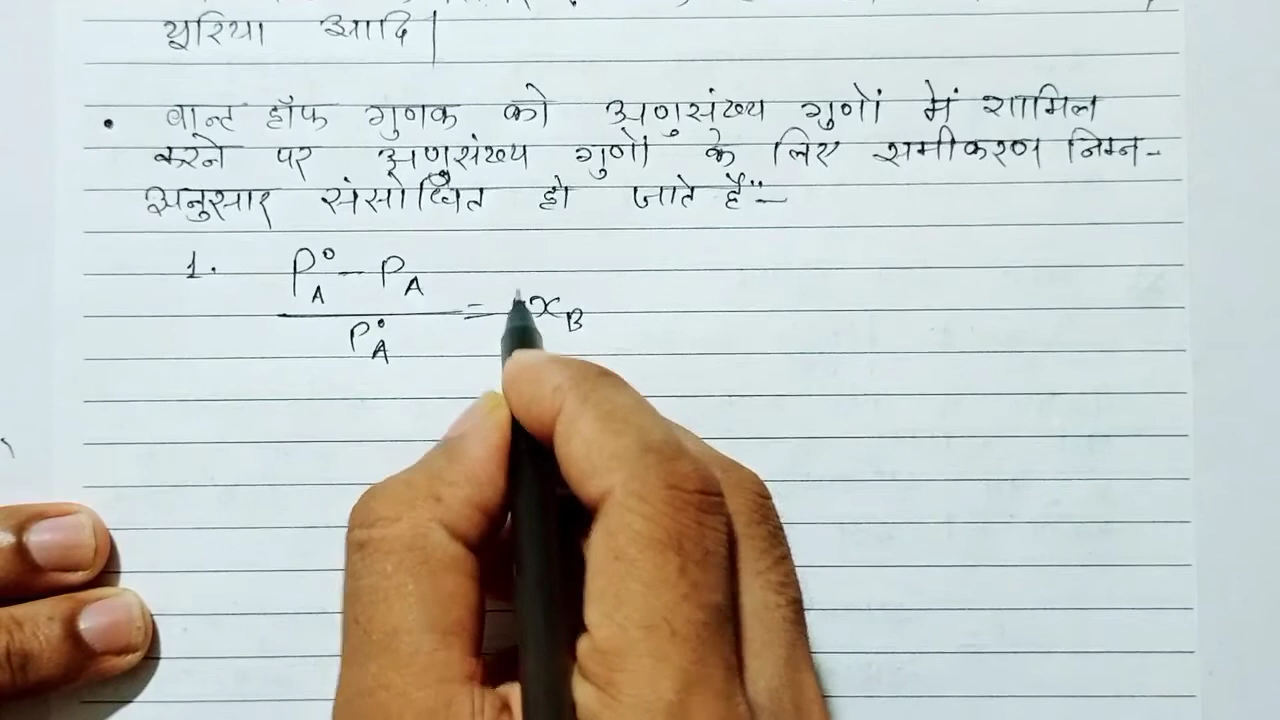 यूरिया आदि|
• वान्ट हॉफ गुणक को अणुसंख्य गुणों में शामिल
करने पर अणुसंख्य गुणों के लिए समीकरण निम्न-
अनुसार संसोधित हो जाते हैं:-
1. P°A - PA / P°A = xB